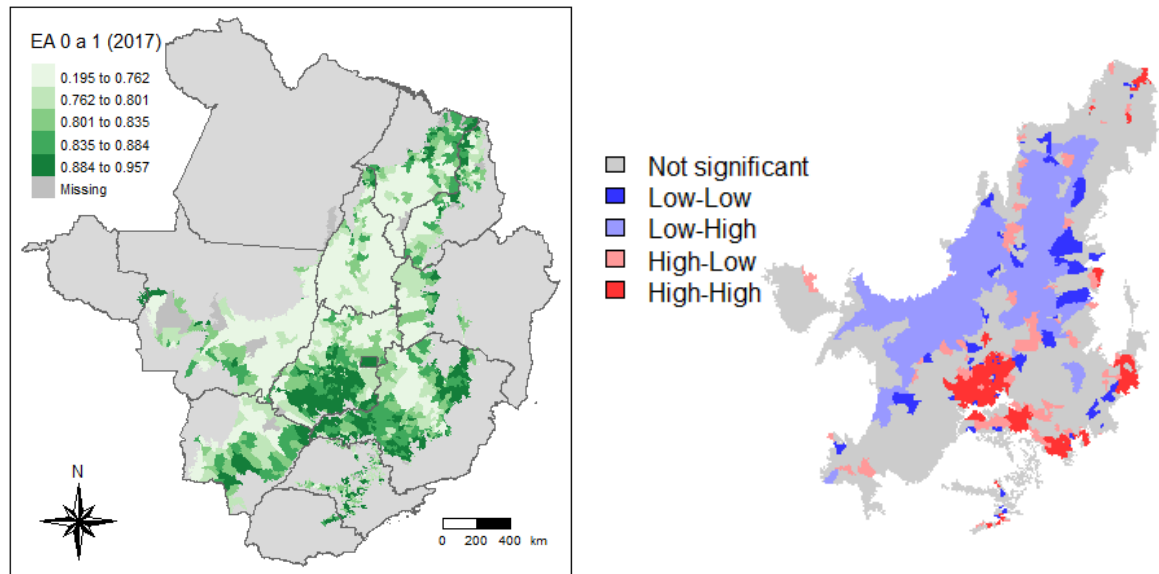 EA 0 a 1 (2017)
0.195 to 0.762
0.762 to 0.801
0.801 to 0.835
0.835 to 0.884
0.884 to 0.957
Missing
N
0 200 400 km
Not significant
Low-Low
Low-High
High-Low
High-High